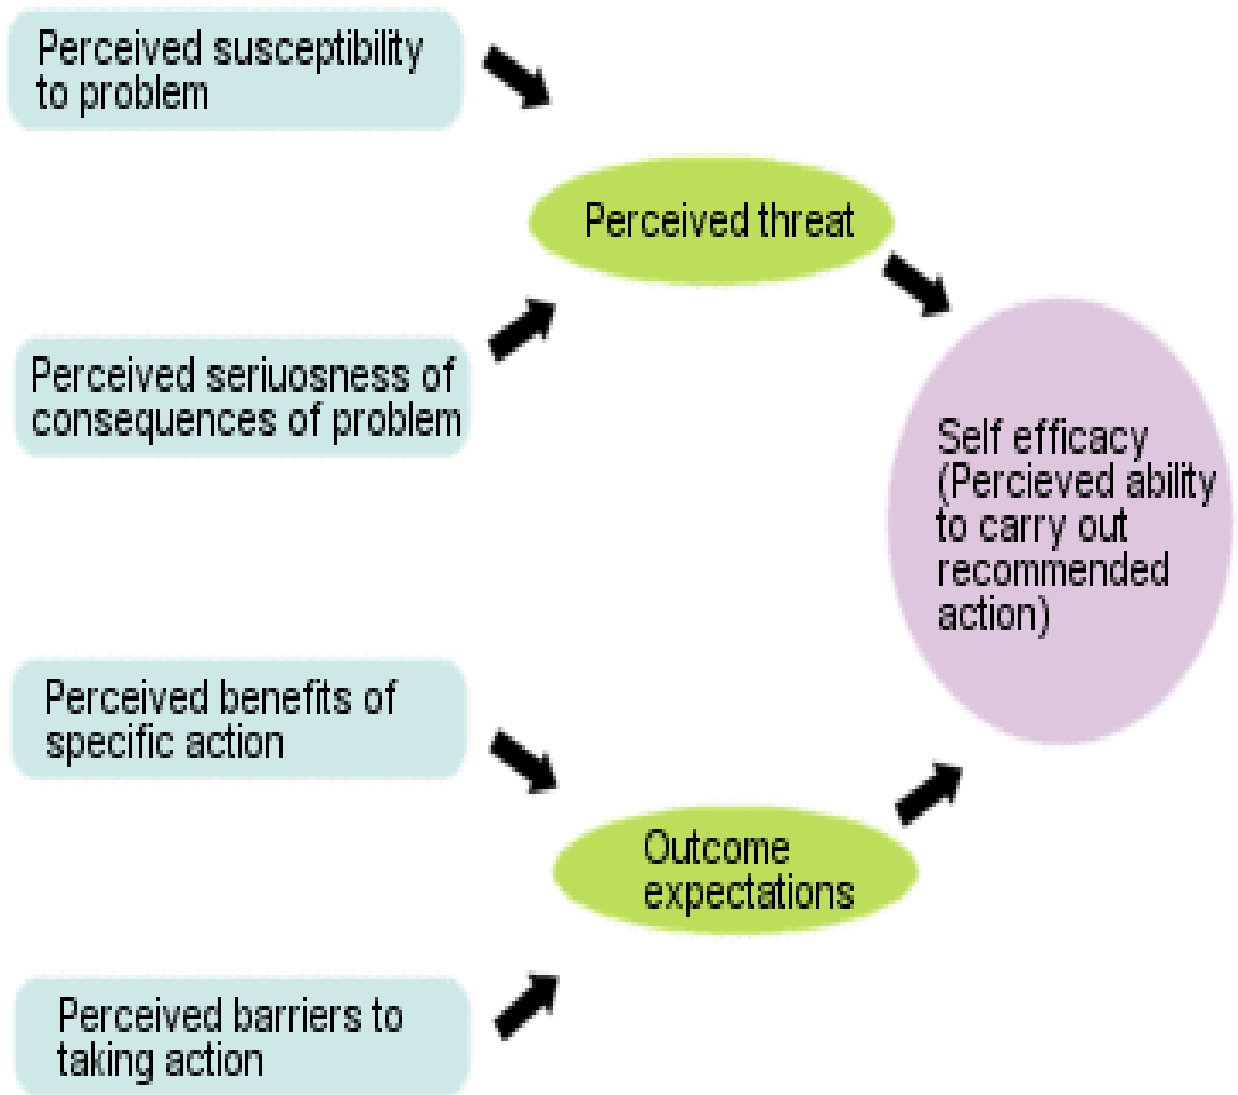 Perceived susceptibility
to problem
Perceived threat
Perceived seriuosness of
consequences of problem
Self efficacy
(Percieved ability
to carry out
recommended
action)
Perceived benefits of
specific action
Outcome
expectations
Perceived barriers to
taking action